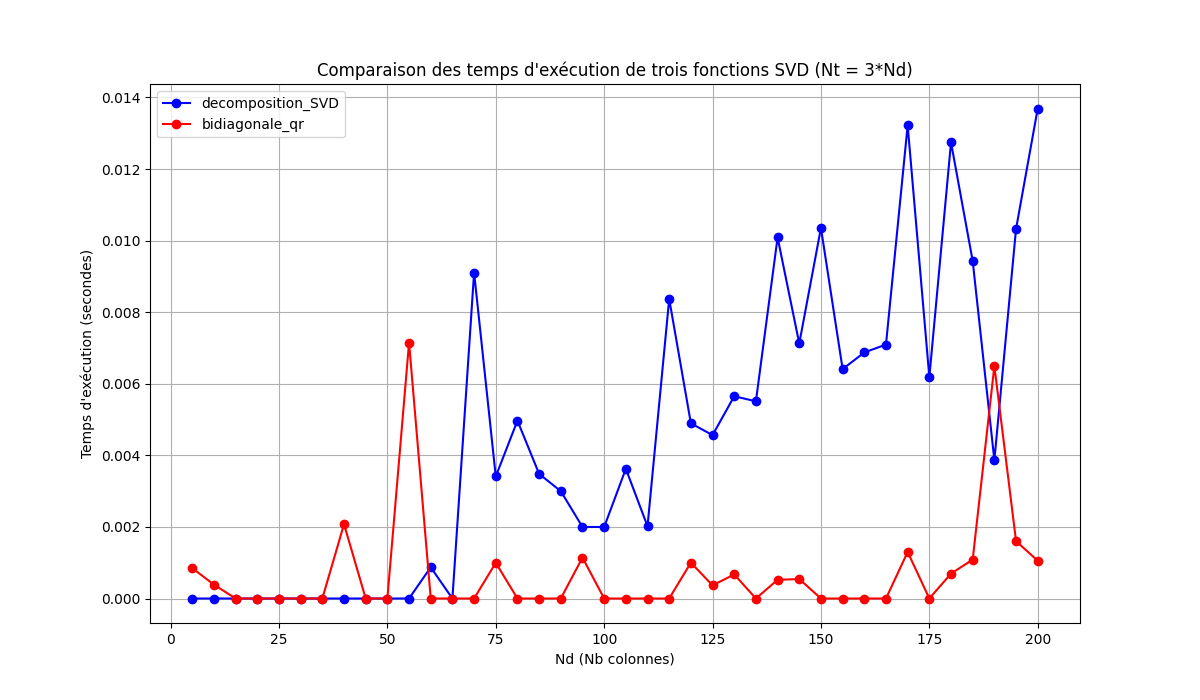 Comparaison des temps d'exécution de trois fonctions SVD (Nt = 3*Nd)
decomposition_SVD
bidiagonale_qr
Temps d'exécution (secondes)
0.014
0.012
0.010
0.008
0.006
0.004
0.002
0.000
0 25 50 75 100 125 150 175 200
Nd (Nb colonnes)